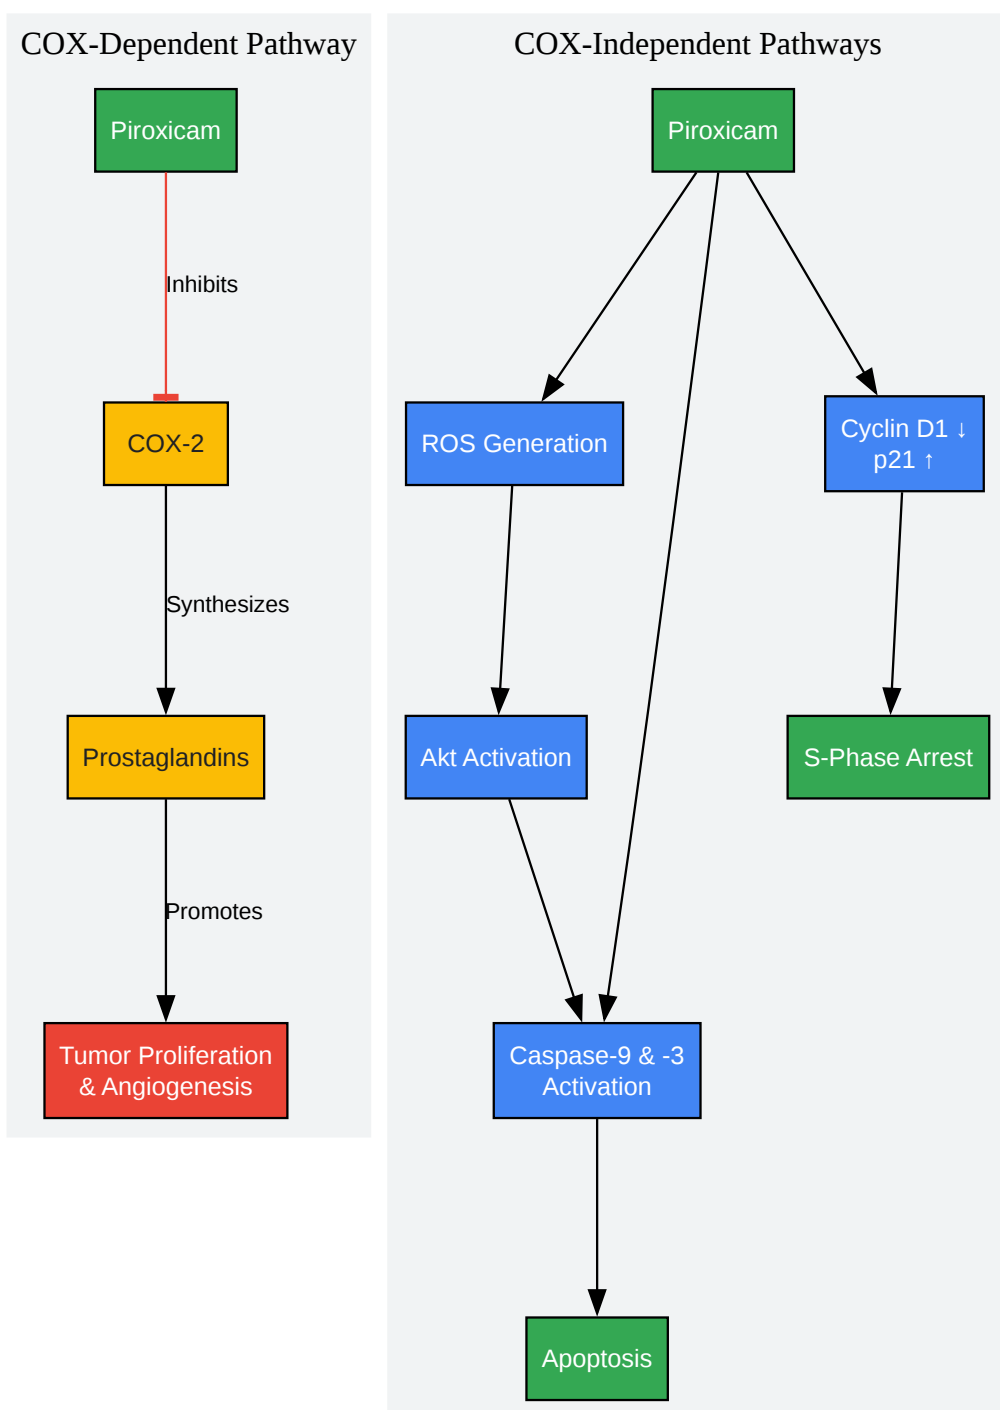 COX-Dependent Pathway
Piroxicam
Inhibits
COX-2
Synthesizes
Prostaglandins
Promotes
Tumor Proliferation
& Angiogenesis
COX-Independent Pathways
Piroxicam
ROS Generation
Cyclin D1 ↓
p21 ↑
Akt Activation
S-Phase Arrest
Caspase-9 & -3
Activation
Apoptosis